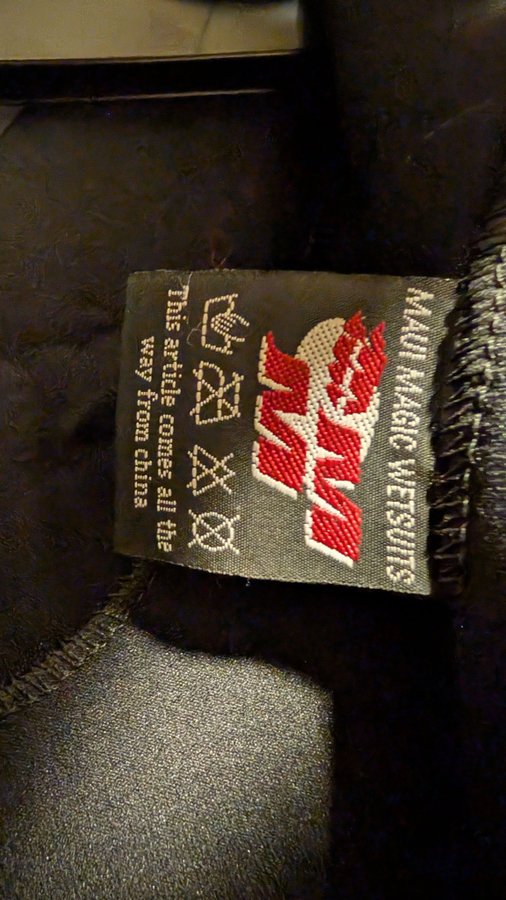 MAUI MAGIC WETSUITS
This article comes all the
way from china